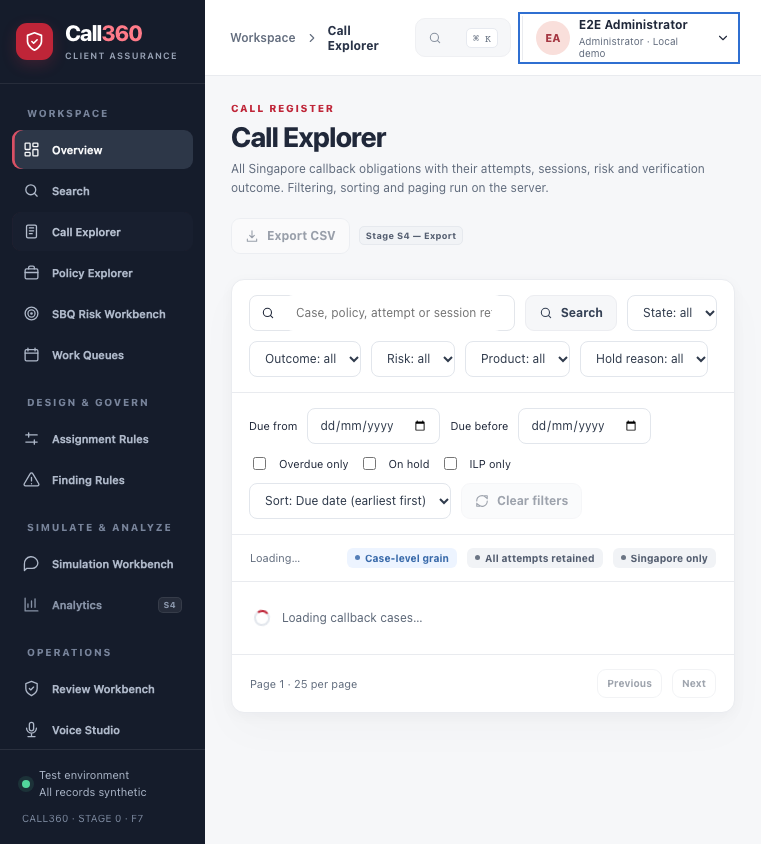 Call360
CLIENT ASSURANCE
WORKSPACE
Overview
Search
Call Explorer
Policy Explorer
SBQ Risk Workbench
Work Queues
DESIGN & GOVERN
Assignment Rules
Finding Rules
SIMULATE & ANALYZE
Simulation Workbench
Analytics S4
OPERATIONS
Review Workbench
Voice Studio
Test environment
All records synthetic
CALL360 · STAGE 0 · F7
Workspace > Call Explorer
⌘ K
EA
E2E Administrator
Administrator · Local
demo
CALL REGISTER
Call Explorer
All Singapore callback obligations with their attempts, sessions, risk and verification
outcome. Filtering, sorting and paging run on the server.
Export CSV Stage S4 — Export
Case, policy, attempt or session re Search State: all
Outcome: all Risk: all Product: all Hold reason: all
Due from dd/mm/yyyy Due before dd/mm/yyyy
Overdue only On hold ILP only
Sort: Due date (earliest first) Clear filters
Loading... Case-level grain All attempts retained Singapore only
Loading callback cases...
Page 1 · 25 per page Previous Next